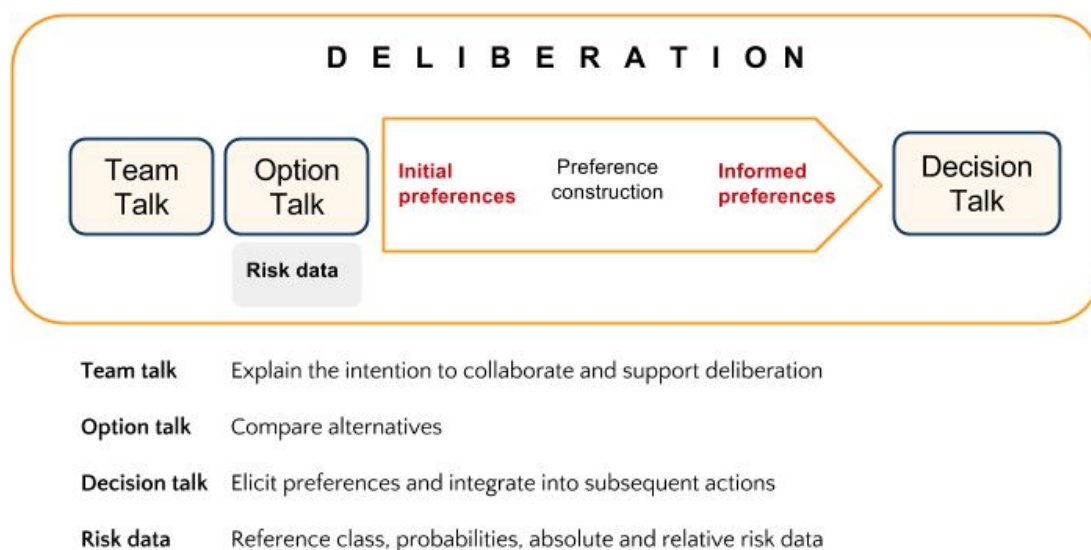 DELIBERATION
Team
Talk
Option
Talk
Risk data
Initial
preferences
Preference
construction
Informed
preferences
Decision
Talk
Team talk Explain the intention to collaborate and support deliberation
Option talk Compare alternatives
Decision talk Elicit preferences and integrate into subsequent actions
Risk data Reference class, probabilities, absolute and relative risk data